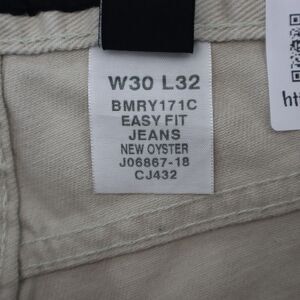 W30 L32
BMRY171C
EASY FIT
JEANS
NEW OYSTER
J06867-18
CJ432